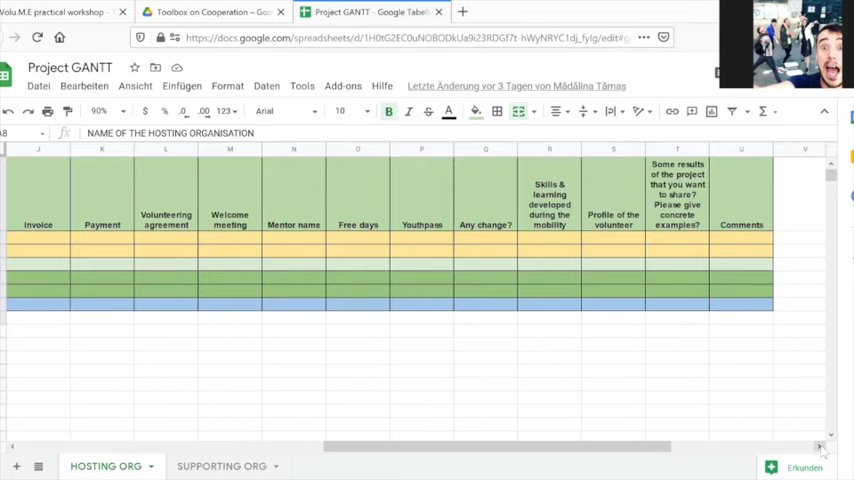 Volu.M.E practical workshop -
Toolbox on Cooperation – Goo
Project GANTT - Google Tabell
https://docs.google.com/spreadsheets/d/
Project GANTT
Datei Bearbeiten Ansicht Einfügen Format Daten Tools Add-ons Hilfe Letzte Änderung vor 3 Tagen von Mădălina Tămaș
90% $ % .0 .00 123 Arial 10 B I S A
A8 fx NAME OF THE HOSTING ORGANISATION
J K L M N O P Q R S T U V
Invoice
Payment
Volunteering
agreement
Welcome
meeting
Mentor name
Free days
Youthpass
Any change?
Skills &
learning
developed
during the
mobility
Profile of the
volunteer
Some results
of the project
that you want
to share?
Please give
concrete
examples?
Comments
HOSTING ORG
SUPPORTING ORG
Erkunden